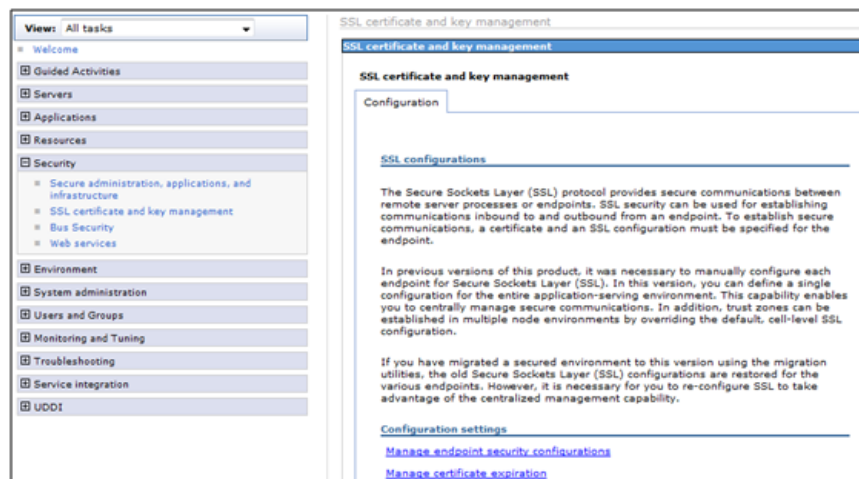 View: All tasks
Welcome
Guided Activities
Servers
Applications
Resources
Security
Secure administration, applications, and
infrastructure
SSL certificate and key management
Bus Security
Web services
Environment
System administration
Users and Groups
Monitoring and Tuning
Troubleshooting
Service integration
UDDI
SSL certificate and key management
SSL certificate and key management
SSL certificate and key management
Configuration
SSL configurations
The Secure Sockets Layer (SSL) protocol provides secure communications between
remote server processes or endpoints. SSL security can be used for establishing
communications inbound to and outbound from an endpoint. To establish secure
communications, a certificate and an SSL configuration must be specified for the
endpoint.
In previous versions of this product, it was necessary to manually configure each
endpoint for Secure Sockets Layer (SSL). In this version, you can define a single
configuration for the entire application-serving environment. This capability enables
you to centrally manage secure communications. In addition, trust zones can be
established in multiple node environments by overriding the default, cell-level SSL
configuration.
If you have migrated a secured environment to this version using the migration
utilities, the old Secure Sockets Layer (SSL) configurations are restored for the
various endpoints. However, it is necessary for you to re-configure SSL to take
advantage of the centralized management capability.
Configuration settings
Manage endpoint security configurations
Manage certificate expiration